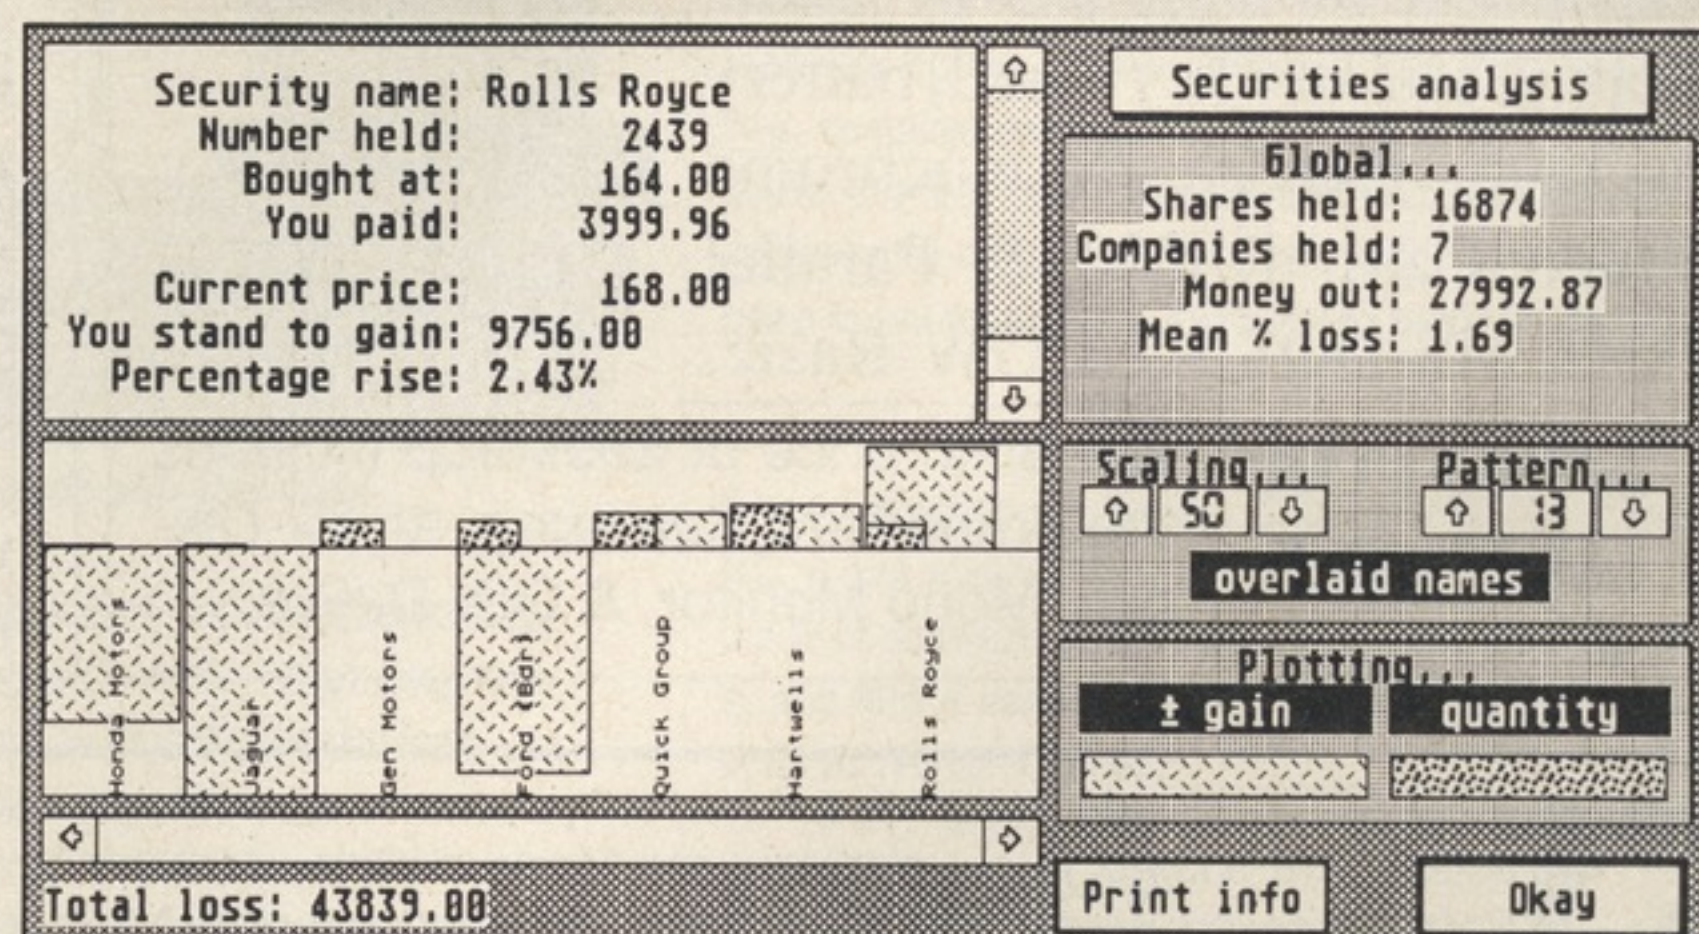 Security name: Rolls Royce
Number held: 2439
Bought at: 164.00
You paid: 3999.96
Current price: 168.00
You stand to gain: 9756.00
Percentage rise: 2.43%
Securities analysis
Global...
Shares held: 16874
Companies held: 7
Money out: 27992.87
Mean % loss: 1.69
Honda Motors
Jaguar
Gen Motors
Ford (Bdr)
Quick Group
Hartwells
Rolls Royce
Scaling...
50
Pattern...
13
overlaid names
Plotting...
± gain
quantity
Total loss: 43839.00
Print info
Okay